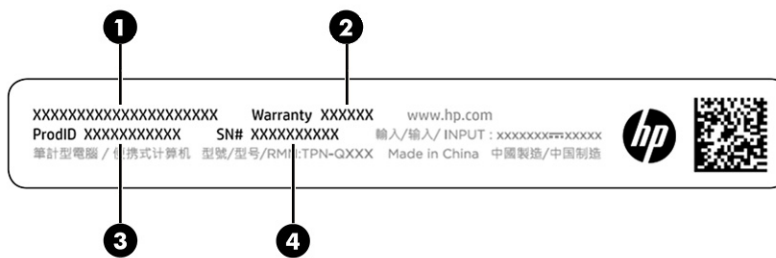 1
2
XXXXXXXXXXXXXXXXXXXXX Warranty XXXXXX www.hp.com
ProdID XXXXXXXXXXX SN# XXXXXXXXXX 輸入/输入/ INPUT : xxxxxxxx⎓xxxxx
筆計型電腦 / 便携式计算机 型號/型号/RMN:TPN-QXXX Made in China 中國製造/中国制造
hp
3
4